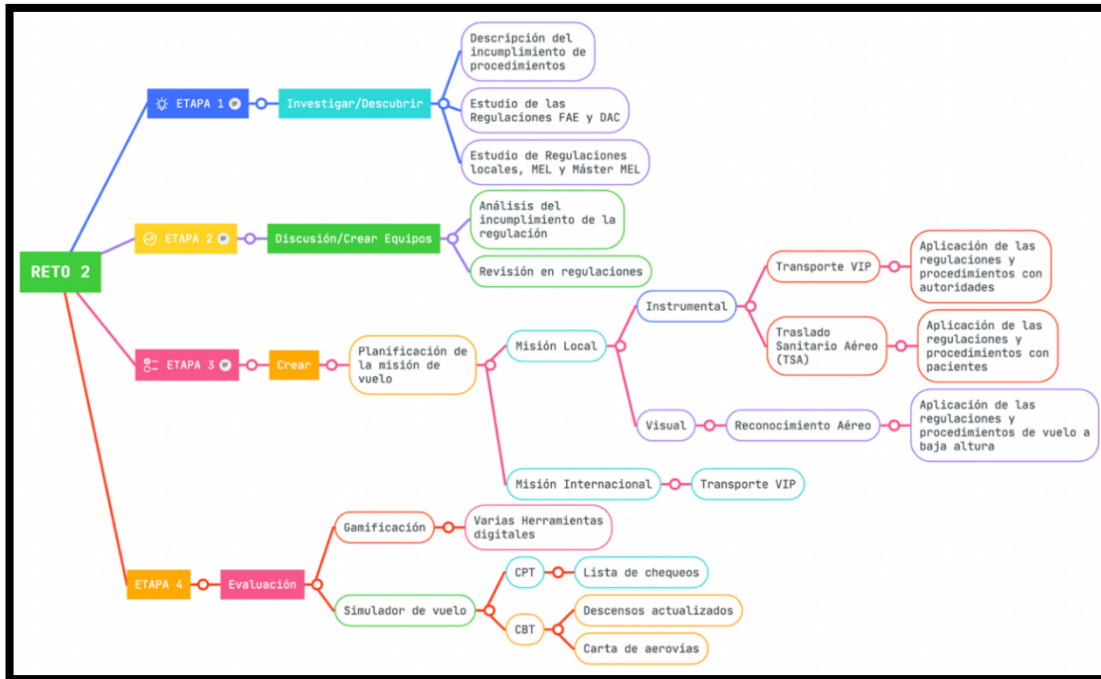 RETO 2
ETAPA 1
Investigar/Descubrir
Descripción del
incumplimiento de
procedimientos
Estudio de las
Regulaciones FAE y DAC
Estudio de Regulaciones
locales, MEL y Máster MEL
ETAPA 2
Discusión/Crear Equipos
Análisis del
incumplimiento de la
regulación
Revisión en regulaciones
ETAPA 3
Crear
Planificación de
la misión de
vuelo
Misión Local
Instrumental
Transporte VIP
Aplicación de las
regulaciones y
procedimientos con
autoridades
Traslado
Sanitario Aéreo
(TSA)
Aplicación de las
regulaciones y
procedimientos con
pacientes
Visual
Reconocimiento Aéreo
Aplicación de las
regulaciones y
procedimientos de vuelo a
baja altura
Misión Internacional
Transporte VIP
ETAPA 4
Evaluación
Gamificación
Varias Herramientas
digitales
Simulador de vuelo
CPT
Lista de chequeos
CBT
Descensos actualizados
Carta de aerovías